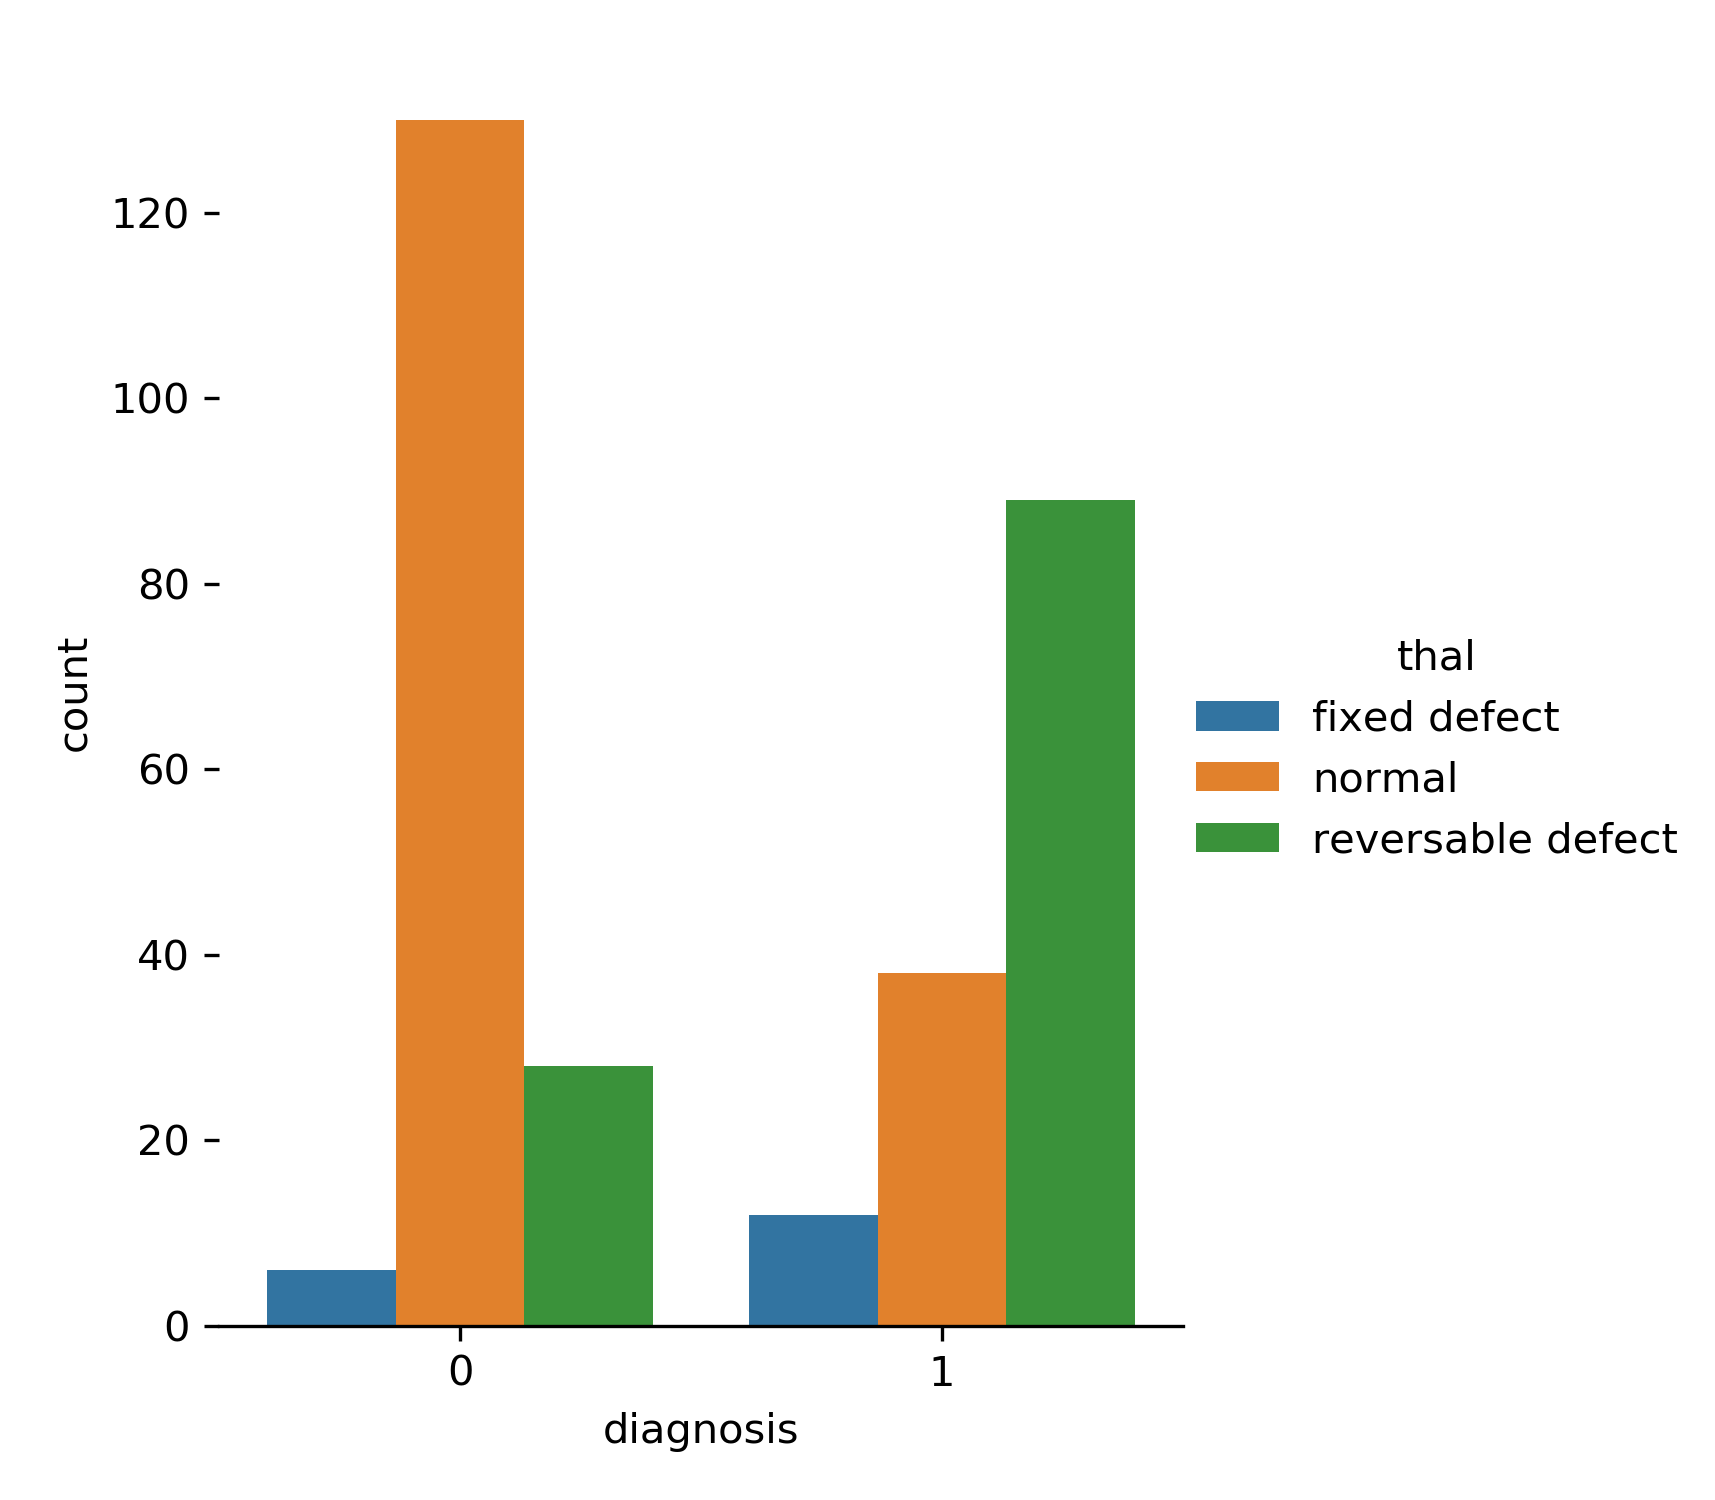 120
100
80
60
40
20
0
count
0 1
diagnosis
thal
fixed defect
normal
reversable defect